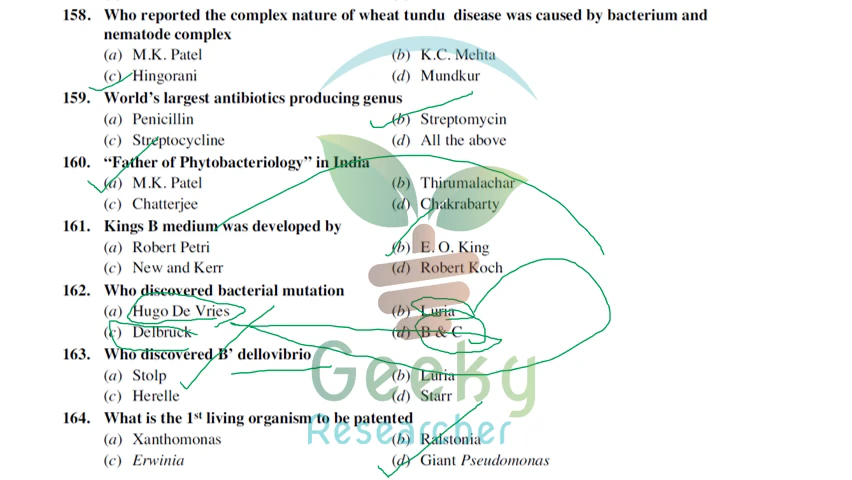 158. Who reported the complex nature of wheat tundu disease was caused by bacterium and
nematode complex
(a) M.K. Patel (b) K.C. Mehta
(c) Hingorani (d) Mundkur
159. World's largest antibiotics producing genus
(a) Penicillin (b) Streptomycin
(c) Streptocycline (d) All the above
160. “Father of Phytobacteriology” in India
(a) M.K. Patel (b) Thirumalachar
(c) Chatterjee (d) Chakrabarty
161. Kings B medium was developed by
(a) Robert Petri (b) E.O. King
(c) New and Kerr (d) Robert Koch
162. Who discovered bacterial mutation
(a) Hugo De Vries (b) Luria
(c) Delbruck (d) B & C
163. Who discovered B’ dellovibrio
(a) Stolp (b) Luria
(c) Herelle (d) Starr
164. What is the 1st living organism to be patented
(a) Xanthomonas (b) Ralstonia
(c) Erwinia (d) Giant Pseudomonas
Geeky
Researcher